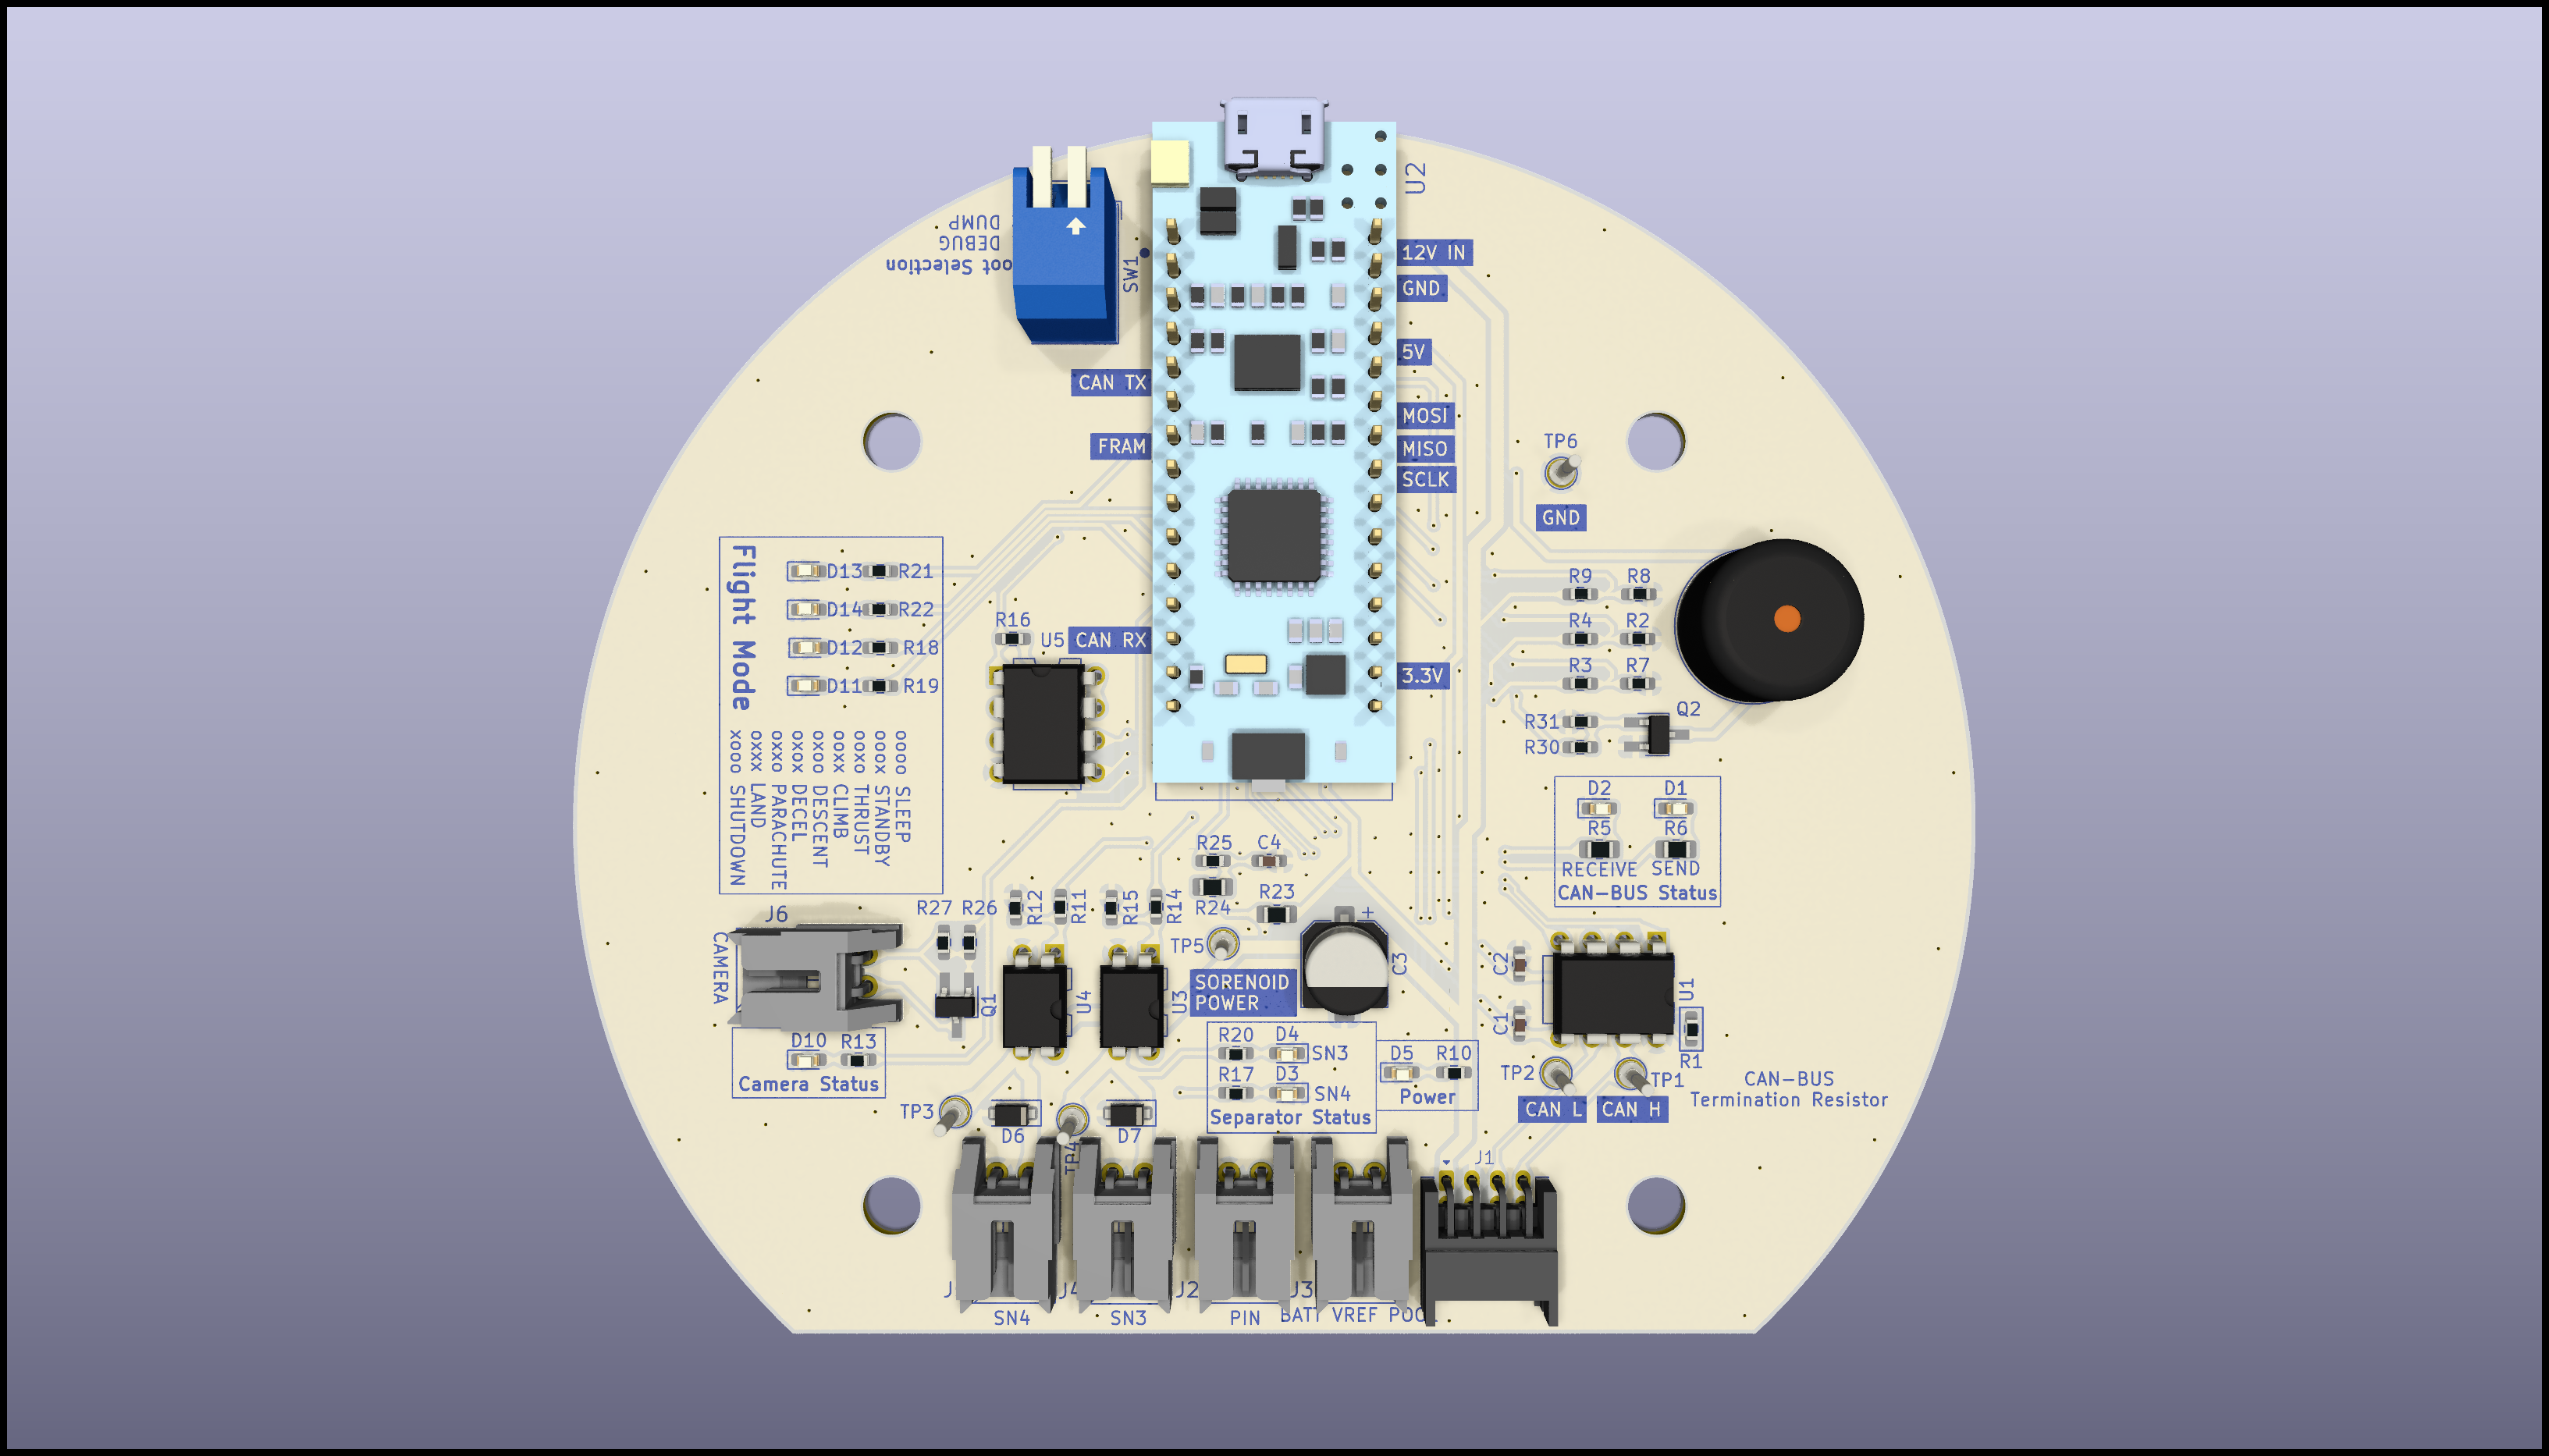 U2
DUMP
DEBUG
oot Selection
SW1
12V IN
GND
5V
CAN TX
MOSI
FRAM
MISO
SCLK
TP6
GND
Flight Mode
D13
R21
D14
R22
D12
R18
D11
R19
oooo SLEEP
ooox STANDBY
ooxo THRUST
ooxx CLIMB
oxoo DESCENT
oxox DECEL
oxxo PARACHUTE
oxxx LAND
xooo SHUTDOWN
R16
U5
CAN RX
3.3V
R9
R8
R4
R2
R3
R7
R31
R30
Q2
D2
D1
R5
R6
RECEIVE
SEND
CAN-BUS Status
R25
C4
R24
R23
R27
R26
R12
R11
R15
R14
J6
CAMERA
Q1
U4
U3
TP5
SORENOID
POWER
+
C3
C2
C1
U1
R1
D10
R13
Camera Status
R20
D4
SN3
R17
D3
SN4
Separator Status
D5
R10
Power
TP2
TP1
CAN L
CAN H
CAN-BUS
Termination Resistor
TP3
D6
TP4
D7
J1
J
J4
J2
J3
SN4
SN3
PIN
BATT VREF